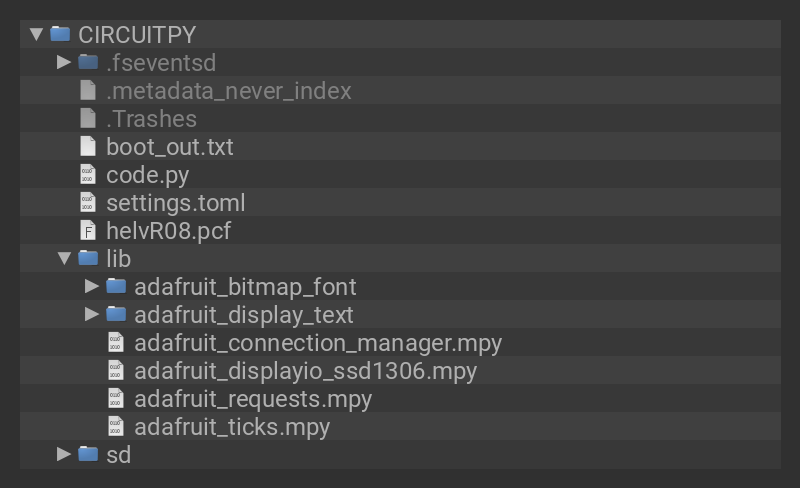 CIRCUITPY
.fseventsd
.metadata_never_index
.Trashes
boot_out.txt
code.py
settings.toml
helvR08.pcf
lib
adafruit_bitmap_font
adafruit_display_text
adafruit_connection_manager.mpy
adafruit_displayio_ssd1306.mpy
adafruit_requests.mpy
adafruit_ticks.mpy
sd